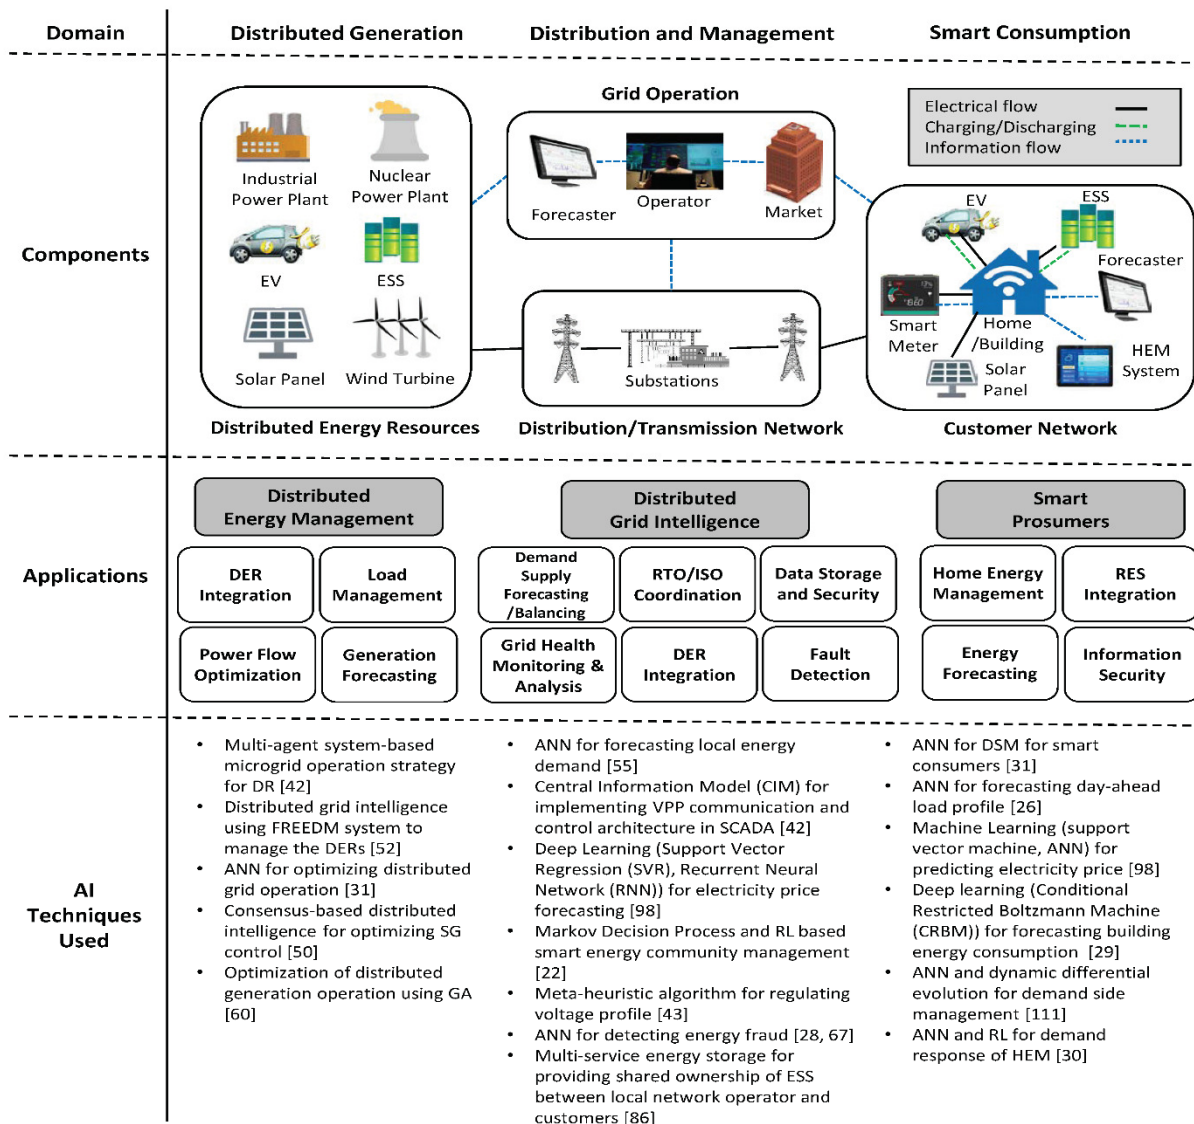 Domain
Distributed Generation
Distribution and Management
Smart Consumption
Components
Industrial
Power Plant
Nuclear
Power Plant
EV
ESS
Solar Panel
Wind Turbine
Distributed Energy Resources
Grid Operation
Forecaster
Operator
Market
Substations
Distribution/Transmission Network
Electrical flow
Charging/Discharging
Information flow
EV
ESS
Forecaster
Smart
Meter
Home
/Building
Solar
Panel
HEM
System
Customer Network
Applications
Distributed
Energy Management
DER
Integration
Load
Management
Power Flow
Optimization
Generation
Forecasting
Distributed
Grid Intelligence
Demand
Supply
Forecasting
/Balancing
RTO/ISO
Coordination
Data Storage
and Security
Grid Health
Monitoring &
Analysis
DER
Integration
Fault
Detection
Smart
Prosumers
Home Energy
Management
RES
Integration
Energy
Forecasting
Information
Security
AI
Techniques
Used
• Multi-agent system-based
microgrid operation strategy
for DR [42]
• Distributed grid intelligence
using FREEDM system to
manage the DERs [52]
• ANN for optimizing distributed
grid operation [31]
• Consensus-based distributed
intelligence for optimizing SG
control [50]
• Optimization of distributed
generation operation using GA
[60]
• ANN for forecasting local energy
demand [55]
• Central Information Model (CIM) for
implementing VPP communication and
control architecture in SCADA [42]
• Deep Learning (Support Vector
Regression (SVR), Recurrent Neural
Network (RNN)) for electricity price
forecasting [98]
• Markov Decision Process and RL based
smart energy community management
[22]
• Meta-heuristic algorithm for regulating
voltage profile [43]
• ANN for detecting energy fraud [28, 67]
• Multi-service energy storage for
providing shared ownership of ESS
between local network operator and
customers [86]
• ANN for DSM for smart
consumers [31]
• ANN for forecasting day-ahead
load profile [26]
• Machine Learning (support
vector machine, ANN) for
predicting electricity price [98]
• Deep learning (Conditional
Restricted Boltzmann Machine
(CRBM)) for forecasting building
energy consumption [29]
• ANN and dynamic differential
evolution for demand side
management [111]
• ANN and RL for demand
response of HEM [30]